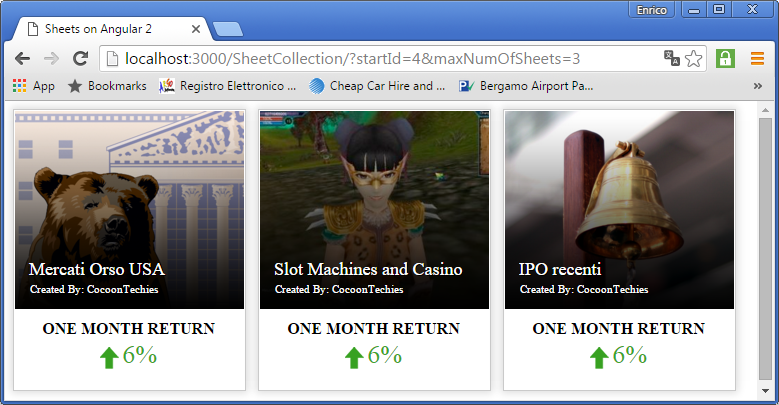 Enrico
Sheets on Angular 2
localhost:3000/SheetCollection/?startId=4&maxNumOfSheets=3
App
Bookmarks
Registro Elettronico ...
Cheap Car Hire and ...
Bergamo Airport Pa...
Mercati Orso USA
Created By: CocoonTechies
ONE MONTH RETURN
6%
Slot Machines and Casino
Created By: CocoonTechies
ONE MONTH RETURN
6%
IPO recenti
Created By: CocoonTechies
ONE MONTH RETURN
6%